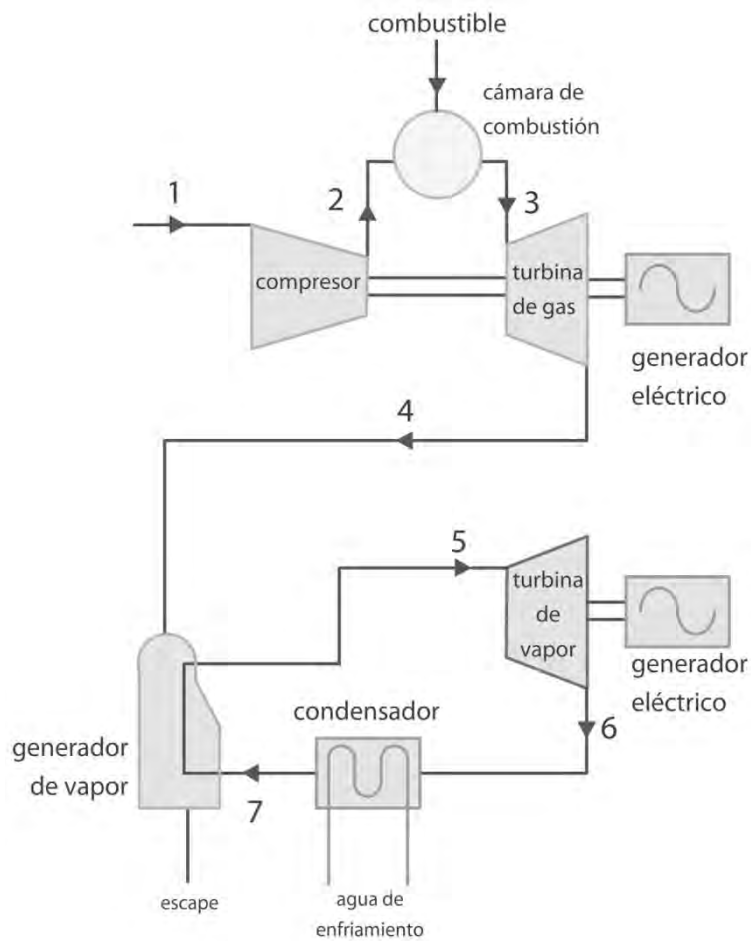 combustible
cámara de
combustión
1
2
3
compresor
turbina
de gas
generador
eléctrico
4
5
turbina
de
vapor
generador
eléctrico
6
condensador
generador
de vapor
7
escape
agua de
enfriamiento